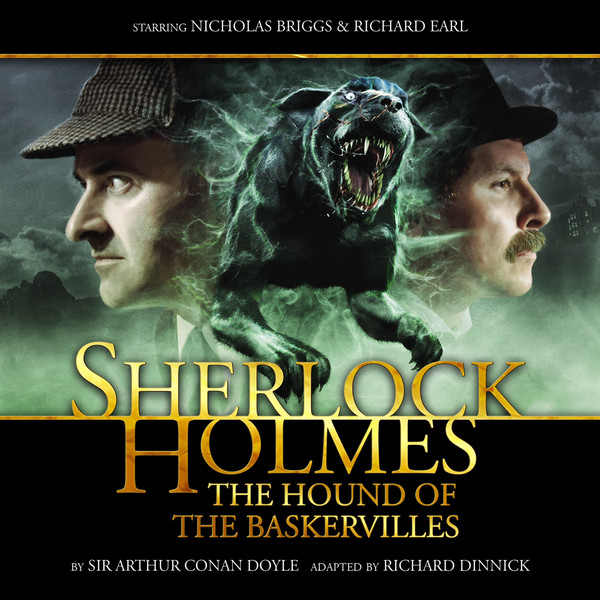 STARRING NICHOLAS BRIGGS & RICHARD EARL
SHERLOCK
HOLMES
THE HOUND OF
THE BASKERVILLES
BY SIR ARTHUR CONAN DOYLE ADAPTED BY RICHARD DINNICK